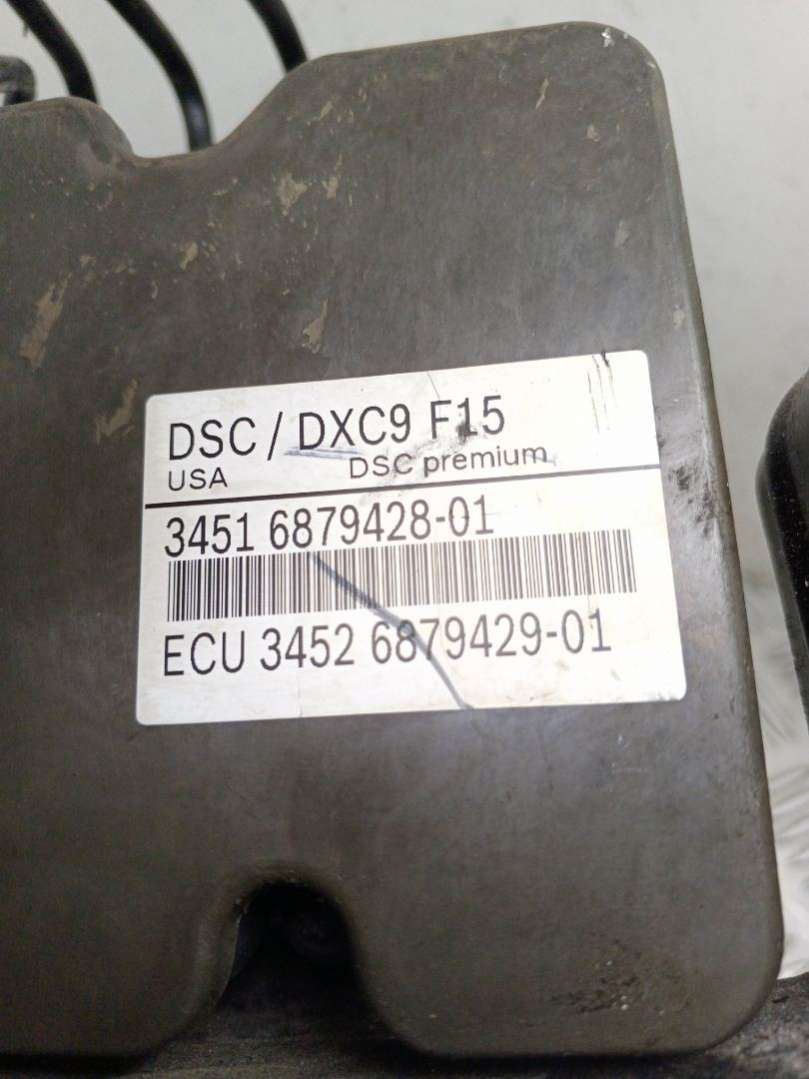 DSC / DXC9 F15
USA DSC premium
3451 6879428-01
ECU 3452 6879429-01